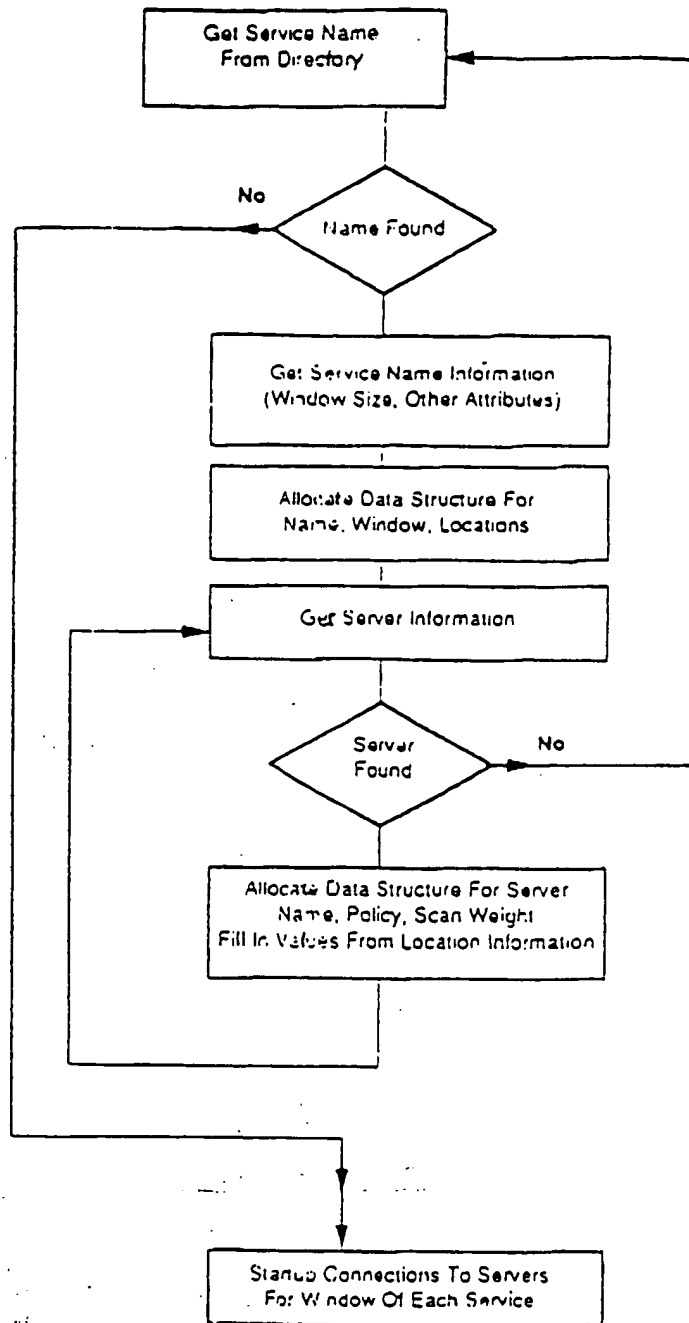 Get Service Name
From Directory
No
Name Found
Get Service Name Information
(Window Size, Other Attributes)
Allocate Data Structure For
Name, Window, Locations
Get Server Information
Server
Found
No
Allocate Data Structure For Server
Name, Policy, Scan Weight
Fill In Values From Location Information
Startup Connections To Servers
For Window Of Each Service